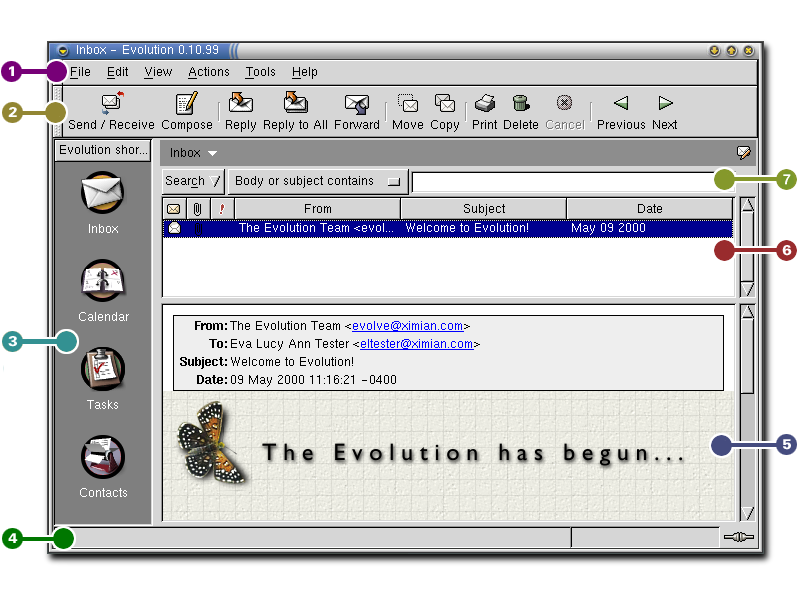 Inbox – Evolution 0.10.99
1
File Edit View Actions Tools Help
2
Send / Receive Compose Reply Reply to All Forward Move Copy Print Delete Cancel Previous Next
Evolution shor...
Inbox
Search Body or subject contains
7
! From Subject Date
The Evolution Team <evol... Welcome to Evolution! May 09 2000
6
Inbox
Calendar
3
Tasks
Contacts
From: The Evolution Team <evolve@ximian.com>
To: Eva Lucy Ann Tester <eltester@ximian.com>
Subject: Welcome to Evolution!
Date: 09 May 2000 11:16:21 -0400
The Evolution has begun...
5
4